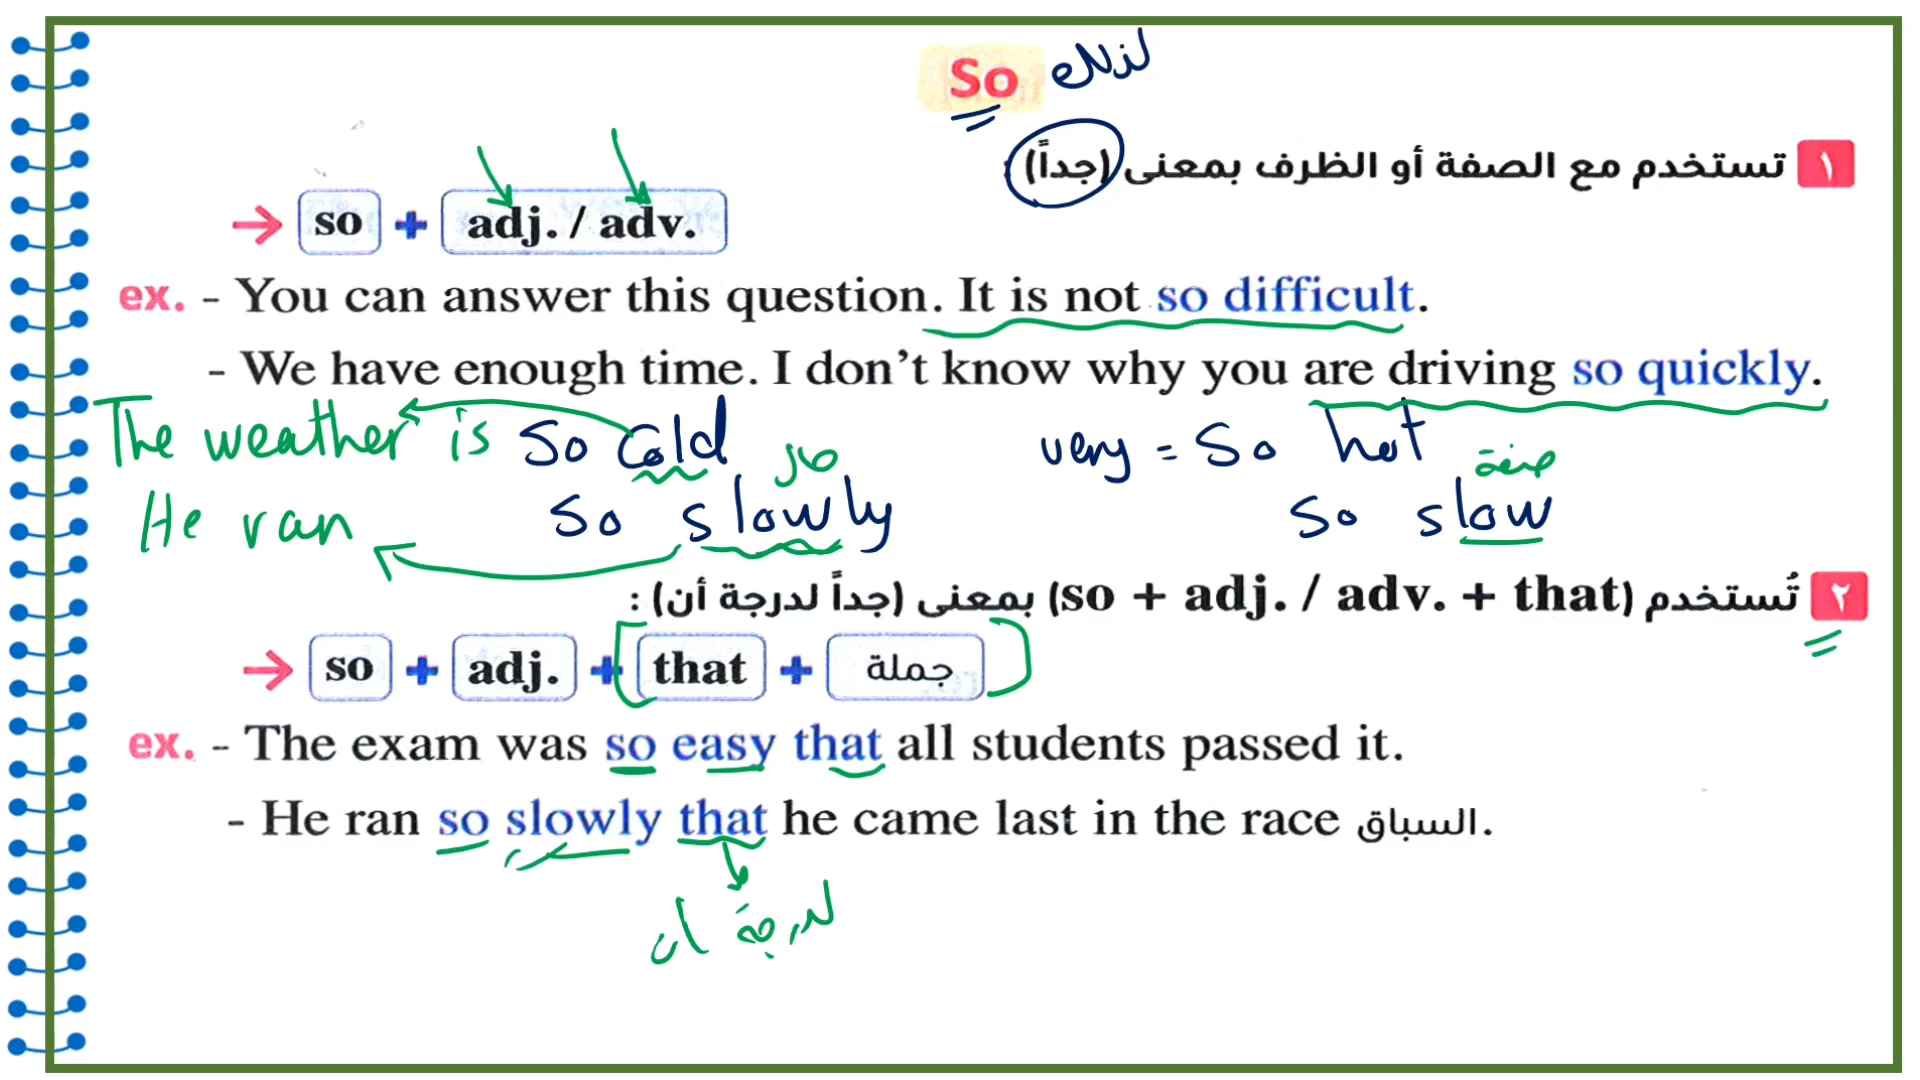 So لذلك
١ تستخدم مع الصفة أو الظرف بمعنى (جداً) :
so + adj. / adv.
ex. - You can answer this question. It is not so difficult.
- We have enough time. I don't know why you are driving so quickly.
The weather is so cold very = so hot
حال صفة
He ran so slowly so slow
٢ تُستخدم (so + adj. / adv. + that) بمعنى (جداً لدرجة أن) :
so + adj. + that + جملة
ex. - The exam was so easy that all students passed it.
- He ran so slowly that he came last in the race السباق.
لدرجة ان